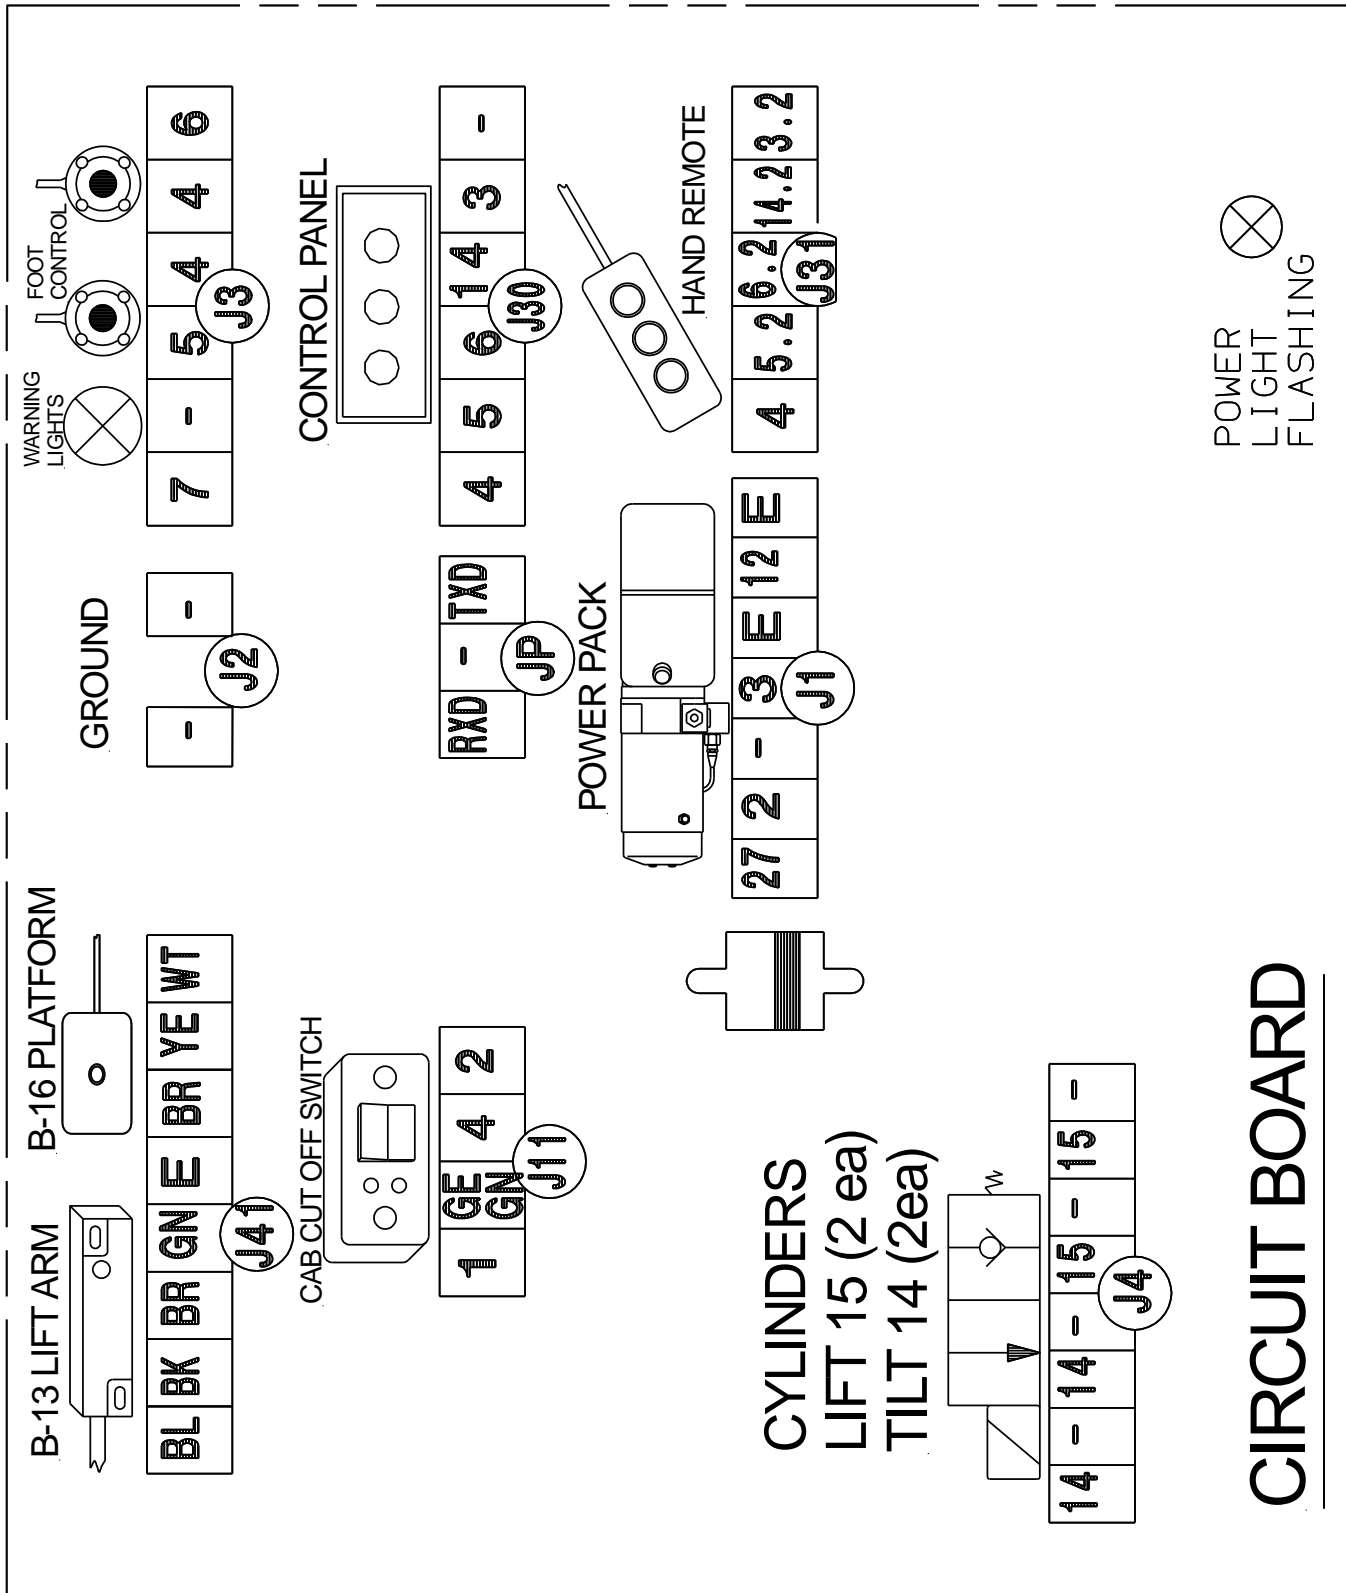 B-13 LIFT ARM
B-16 PLATFORM
BL BK BR GN E BR YE WT
J41
GROUND
- -
J2
WARNING
LIGHTS
FOOT
CONTROL
7 - 5 4 4 6
J3
CAB CUT OFF SWITCH
1 GE
GN 4 2
J11
RXD - TXD
JP
CONTROL PANEL
4 5 6 14 3 -
J30
POWER PACK
27 2 - 3 E 12 E
J1
HAND REMOTE
4 5.2 6.2 14.2 3.2
J31
CYLINDERS
LIFT 15 (2 ea)
TILT 14 (2ea)
W
14 - 14 - 15 - 15 -
J4
POWER
LIGHT
FLASHING
CIRCUIT BOARD